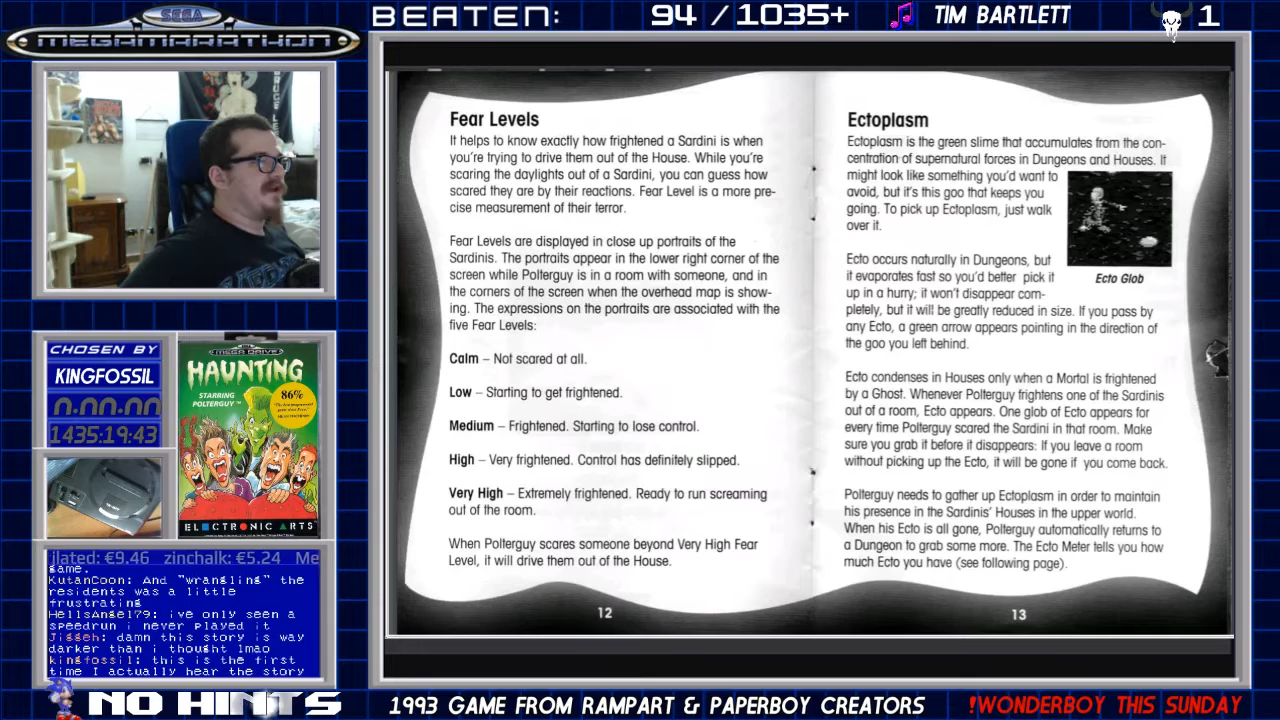 SEGA
MEGAMARATHON
BEATEN: 94 / 1035+ TIM BARTLETT 1
CHOSEN BY
KINGFOSSIL
0.00.00
1435:19:43
MEGA DRIVE
HAUNTING
STARRING
POLTERGUY™
86%
ELECTRONIC ARTS
jlated: €9.46 zinchalk: €5.24 Me
game.
KutanCoon: And "wrangling" the
residents was a little
frustrating
HellsAngel79: ive only seen a
speedrun i never played it
Jiggeh: damn this story is way
darker than i thought lmao
kingfossil: this is the first
time I actually hear the story
Fear Levels
It helps to know exactly how frightened a Sardini is when
you're trying to drive them out of the House. While you're
scaring the daylights out of a Sardini, you can guess how
scared they are by their reactions. Fear Level is a more pre-
cise measurement of their terror.
Fear Levels are displayed in close up portraits of the
Sardinis. The portraits appear in the lower right corner of the
screen while Polterguy is in a room with someone, and in
the corners of the screen when the overhead map is show-
ing. The expressions on the portraits are associated with the
five Fear Levels:
Calm – Not scared at all.
Low – Starting to get frightened.
Medium – Frightened. Starting to lose control.
High – Very frightened. Control has definitely slipped.
Very High – Extremely frightened. Ready to run screaming
out of the room.
When Polterguy scares someone beyond Very High Fear
Level, it will drive them out of the House.
12
Ectoplasm
Ectoplasm is the green slime that accumulates from the con-
centration of supernatural forces in Dungeons and Houses. It
might look like something you'd want to
avoid, but it's this goo that keeps you
going. To pick up Ectoplasm, just walk
over it.
Ecto occurs naturally in Dungeons, but
it evaporates fast so you'd better pick it
up in a hurry; it won't disappear com-
pletely, but it will be greatly reduced in size. If you pass by
any Ecto, a green arrow appears pointing in the direction of
the goo you left behind.
Ecto Glob
Ecto condenses in Houses only when a Mortal is frightened
by a Ghost. Whenever Polterguy frightens one of the Sardinis
out of a room, Ecto appears. One glob of Ecto appears for
every time Polterguy scared the Sardini in that room. Make
sure you grab it before it disappears: If you leave a room
without picking up the Ecto, it will be gone if you come back.
Polterguy needs to gather up Ectoplasm in order to maintain
his presence in the Sardinis' Houses in the upper world.
When his Ecto is all gone, Polterguy automatically returns to
a Dungeon to grab some more. The Ecto Meter tells you how
much Ecto you have (see following page).
13
NO HINTS
1993 GAME FROM RAMPART & PAPERBOY CREATORS
!WONDERBOY THIS SUNDAY